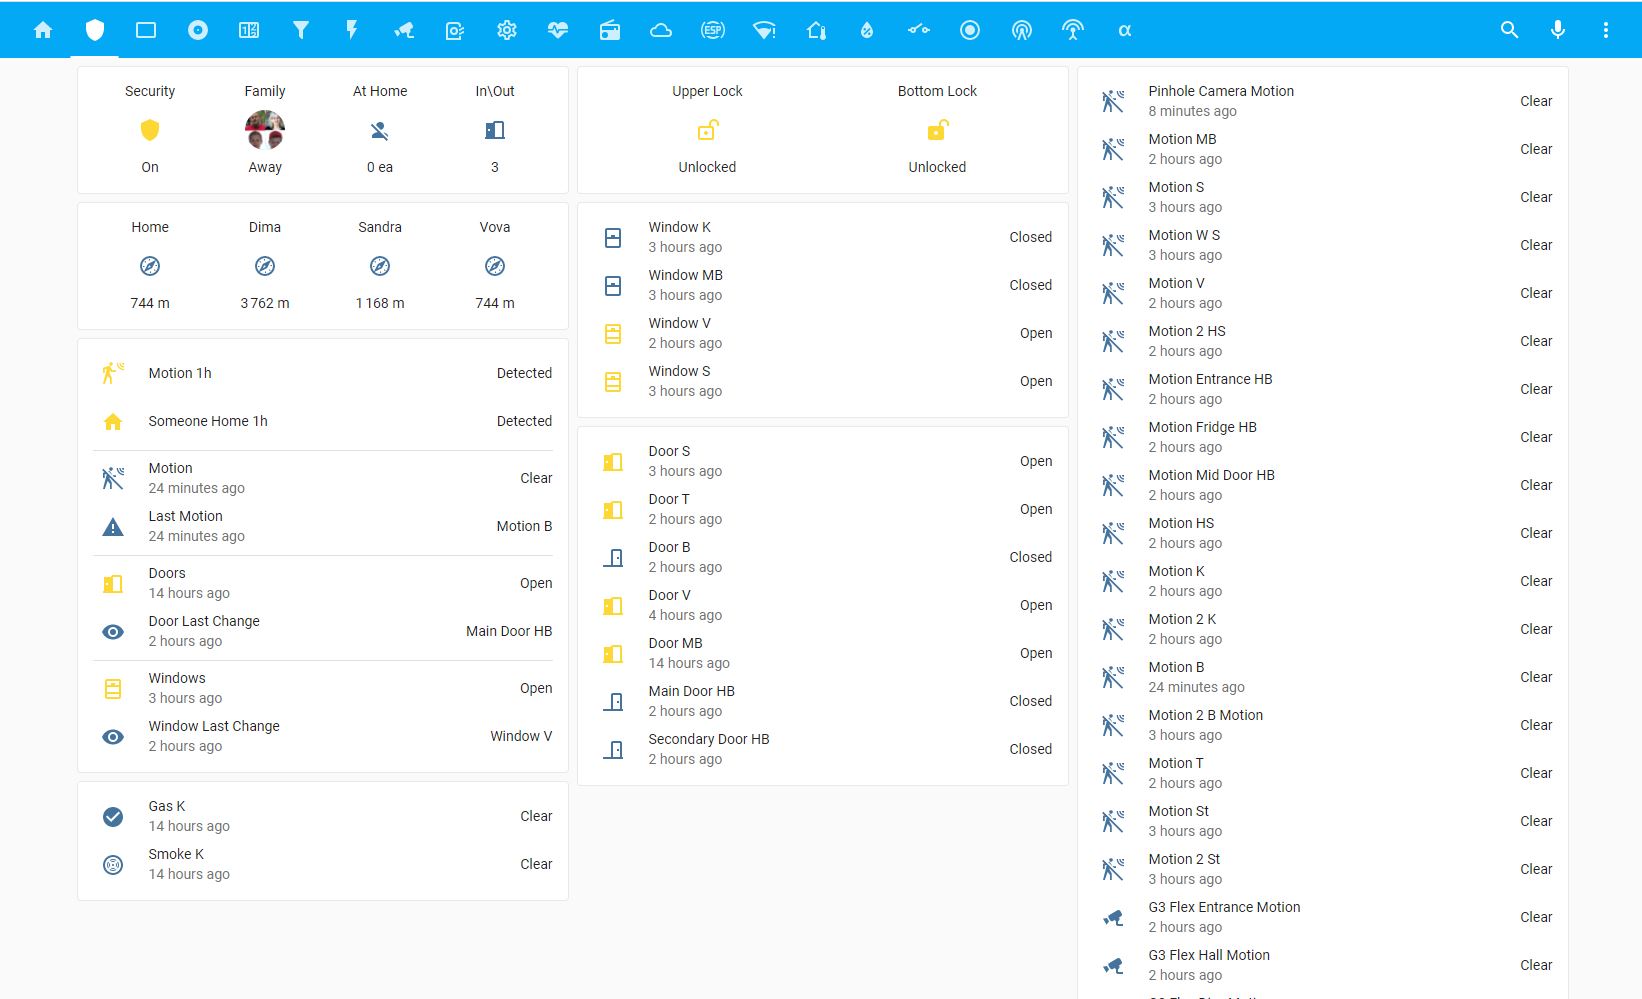 Security
Family
At Home
In\Out
On
Away
0 ea
3
Home
Dima
Sandra
Vova
744 m
3 762 m
1 168 m
744 m
Motion 1h
Detected
Someone Home 1h
Detected
Motion
24 minutes ago
Clear
Last Motion
24 minutes ago
Motion B
Doors
14 hours ago
Open
Door Last Change
2 hours ago
Main Door HB
Windows
3 hours ago
Open
Window Last Change
2 hours ago
Window V
Gas K
14 hours ago
Clear
Smoke K
14 hours ago
Clear
Upper Lock
Bottom Lock
Unlocked
Unlocked
Window K
3 hours ago
Closed
Window MB
3 hours ago
Closed
Window V
2 hours ago
Open
Window S
3 hours ago
Open
Door S
3 hours ago
Open
Door T
2 hours ago
Open
Door B
2 hours ago
Closed
Door V
4 hours ago
Open
Door MB
14 hours ago
Open
Main Door HB
2 hours ago
Closed
Secondary Door HB
2 hours ago
Closed
Pinhole Camera Motion
8 minutes ago
Clear
Motion MB
2 hours ago
Clear
Motion S
3 hours ago
Clear
Motion W S
3 hours ago
Clear
Motion V
2 hours ago
Clear
Motion 2 HS
2 hours ago
Clear
Motion Entrance HB
2 hours ago
Clear
Motion Fridge HB
2 hours ago
Clear
Motion Mid Door HB
2 hours ago
Clear
Motion HS
2 hours ago
Clear
Motion K
2 hours ago
Clear
Motion 2 K
2 hours ago
Clear
Motion B
24 minutes ago
Clear
Motion 2 B Motion
3 hours ago
Clear
Motion T
2 hours ago
Clear
Motion St
3 hours ago
Clear
Motion 2 St
3 hours ago
Clear
G3 Flex Entrance Motion
2 hours ago
Clear
G3 Flex Hall Motion
2 hours ago
Clear